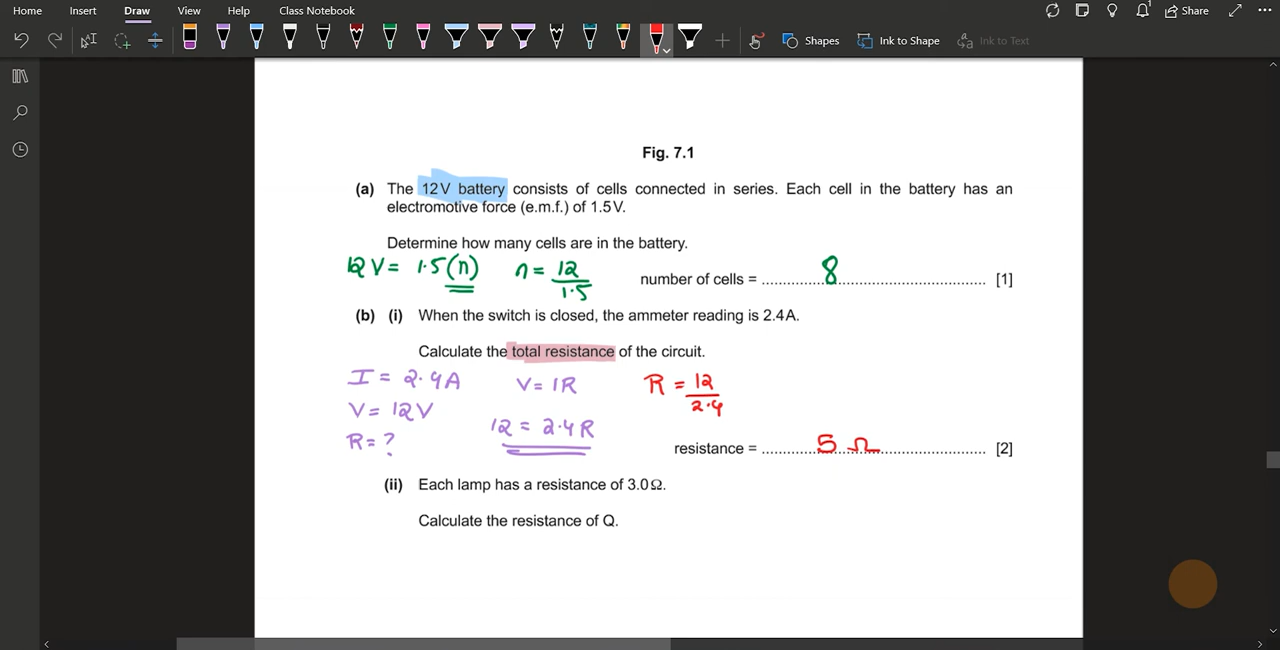 Home Insert Draw View Help Class Notebook Share
Shapes Ink to Shape Ink to Text
Fig. 7.1
(a) The 12V battery consists of cells connected in series. Each cell in the battery has an
electromotive force (e.m.f.) of 1.5V.
Determine how many cells are in the battery.
12 V = 1.5(n) n = 12
1.5
number of cells = ..............8.................................... [1]
(b) (i) When the switch is closed, the ammeter reading is 2.4A.
Calculate the total resistance of the circuit.
I = 2.4A V = IR R = 12
2.4
V = 12V
12 = 2.4R
R = ?
resistance = .............5 Ω........................ [2]
(ii) Each lamp has a resistance of 3.0Ω.
Calculate the resistance of Q.